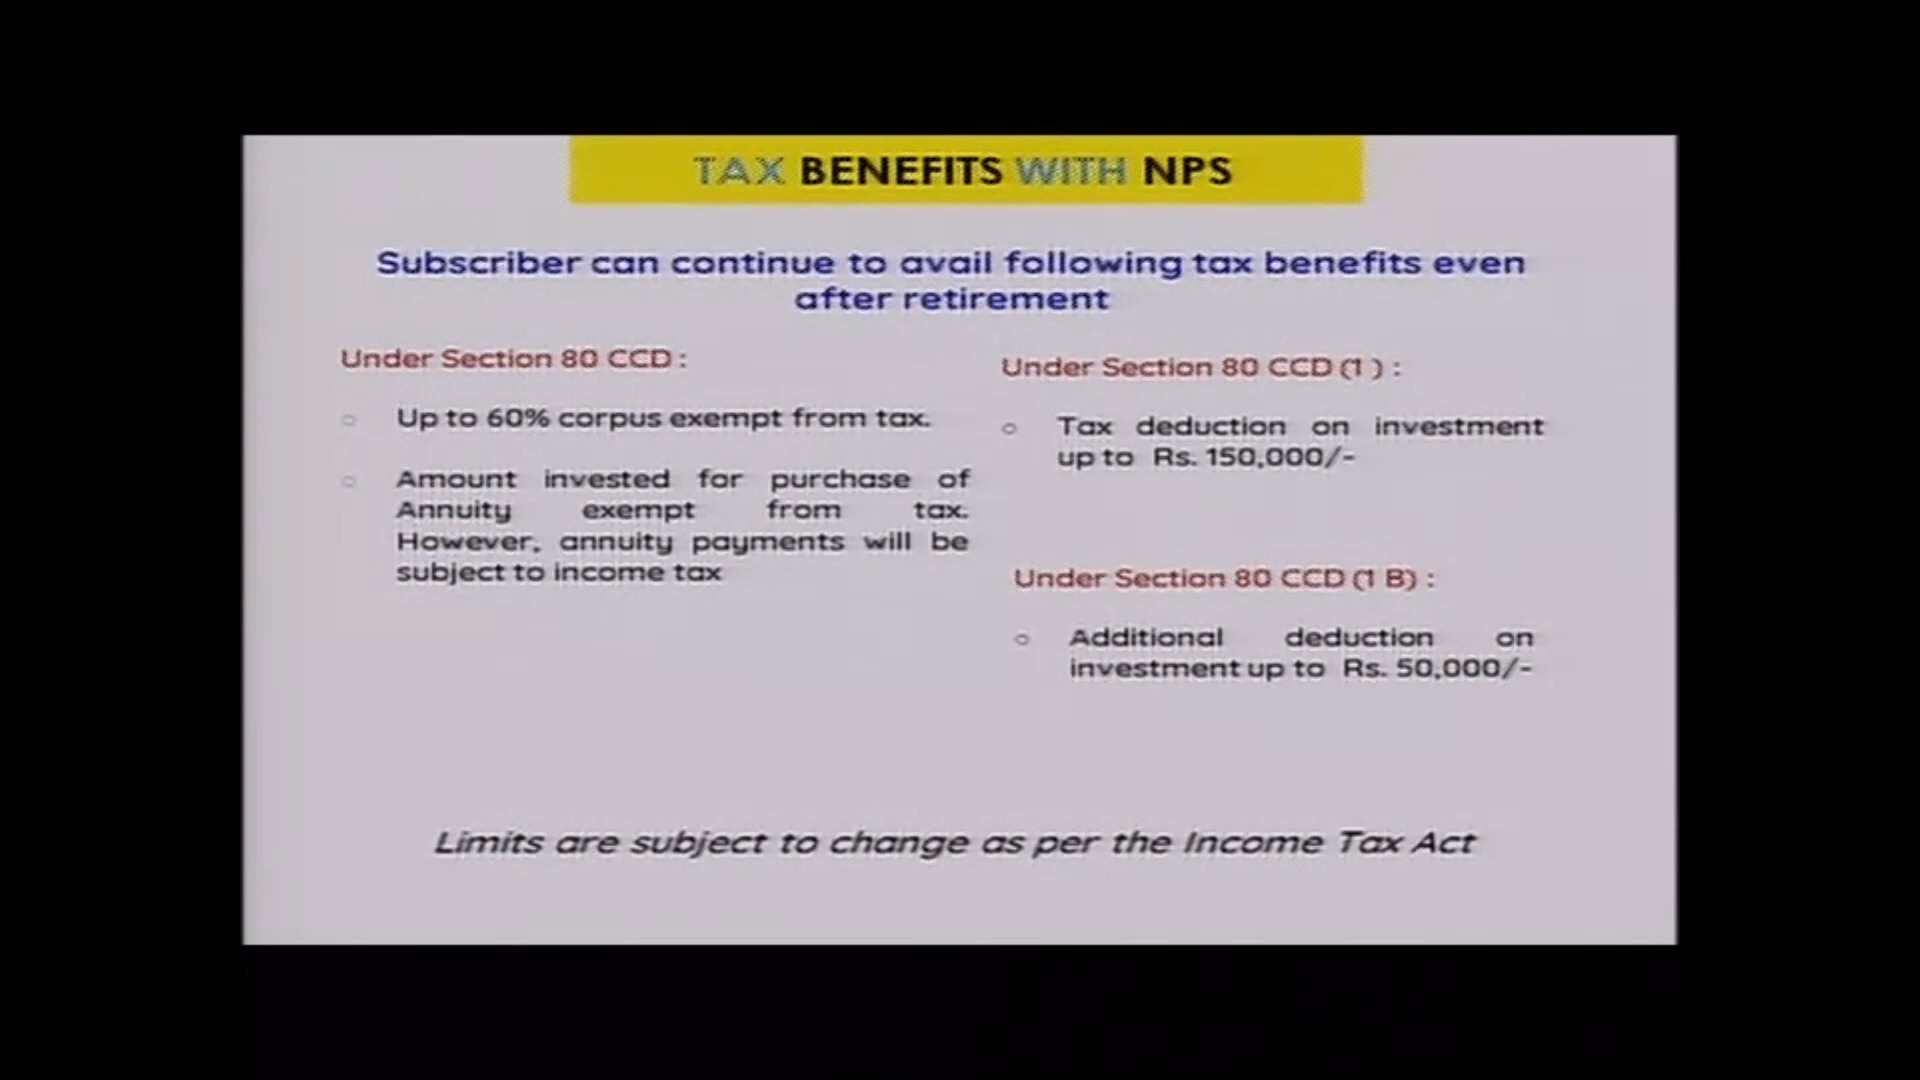 TAX BENEFITS WITH NPS
Subscriber can continue to avail following tax benefits even
after retirement
Under Section 80 CCD :
○ Up to 60% corpus exempt from tax.
○ Amount invested for purchase of
Annuity exempt from tax.
However, annuity payments will be
subject to income tax
Under Section 80 CCD (1 ) :
○ Tax deduction on investment
up to Rs. 150,000/-
Under Section 80 CCD (1 B) :
○ Additional deduction on
investment up to Rs. 50,000/-
Limits are subject to change as per the Income Tax Act